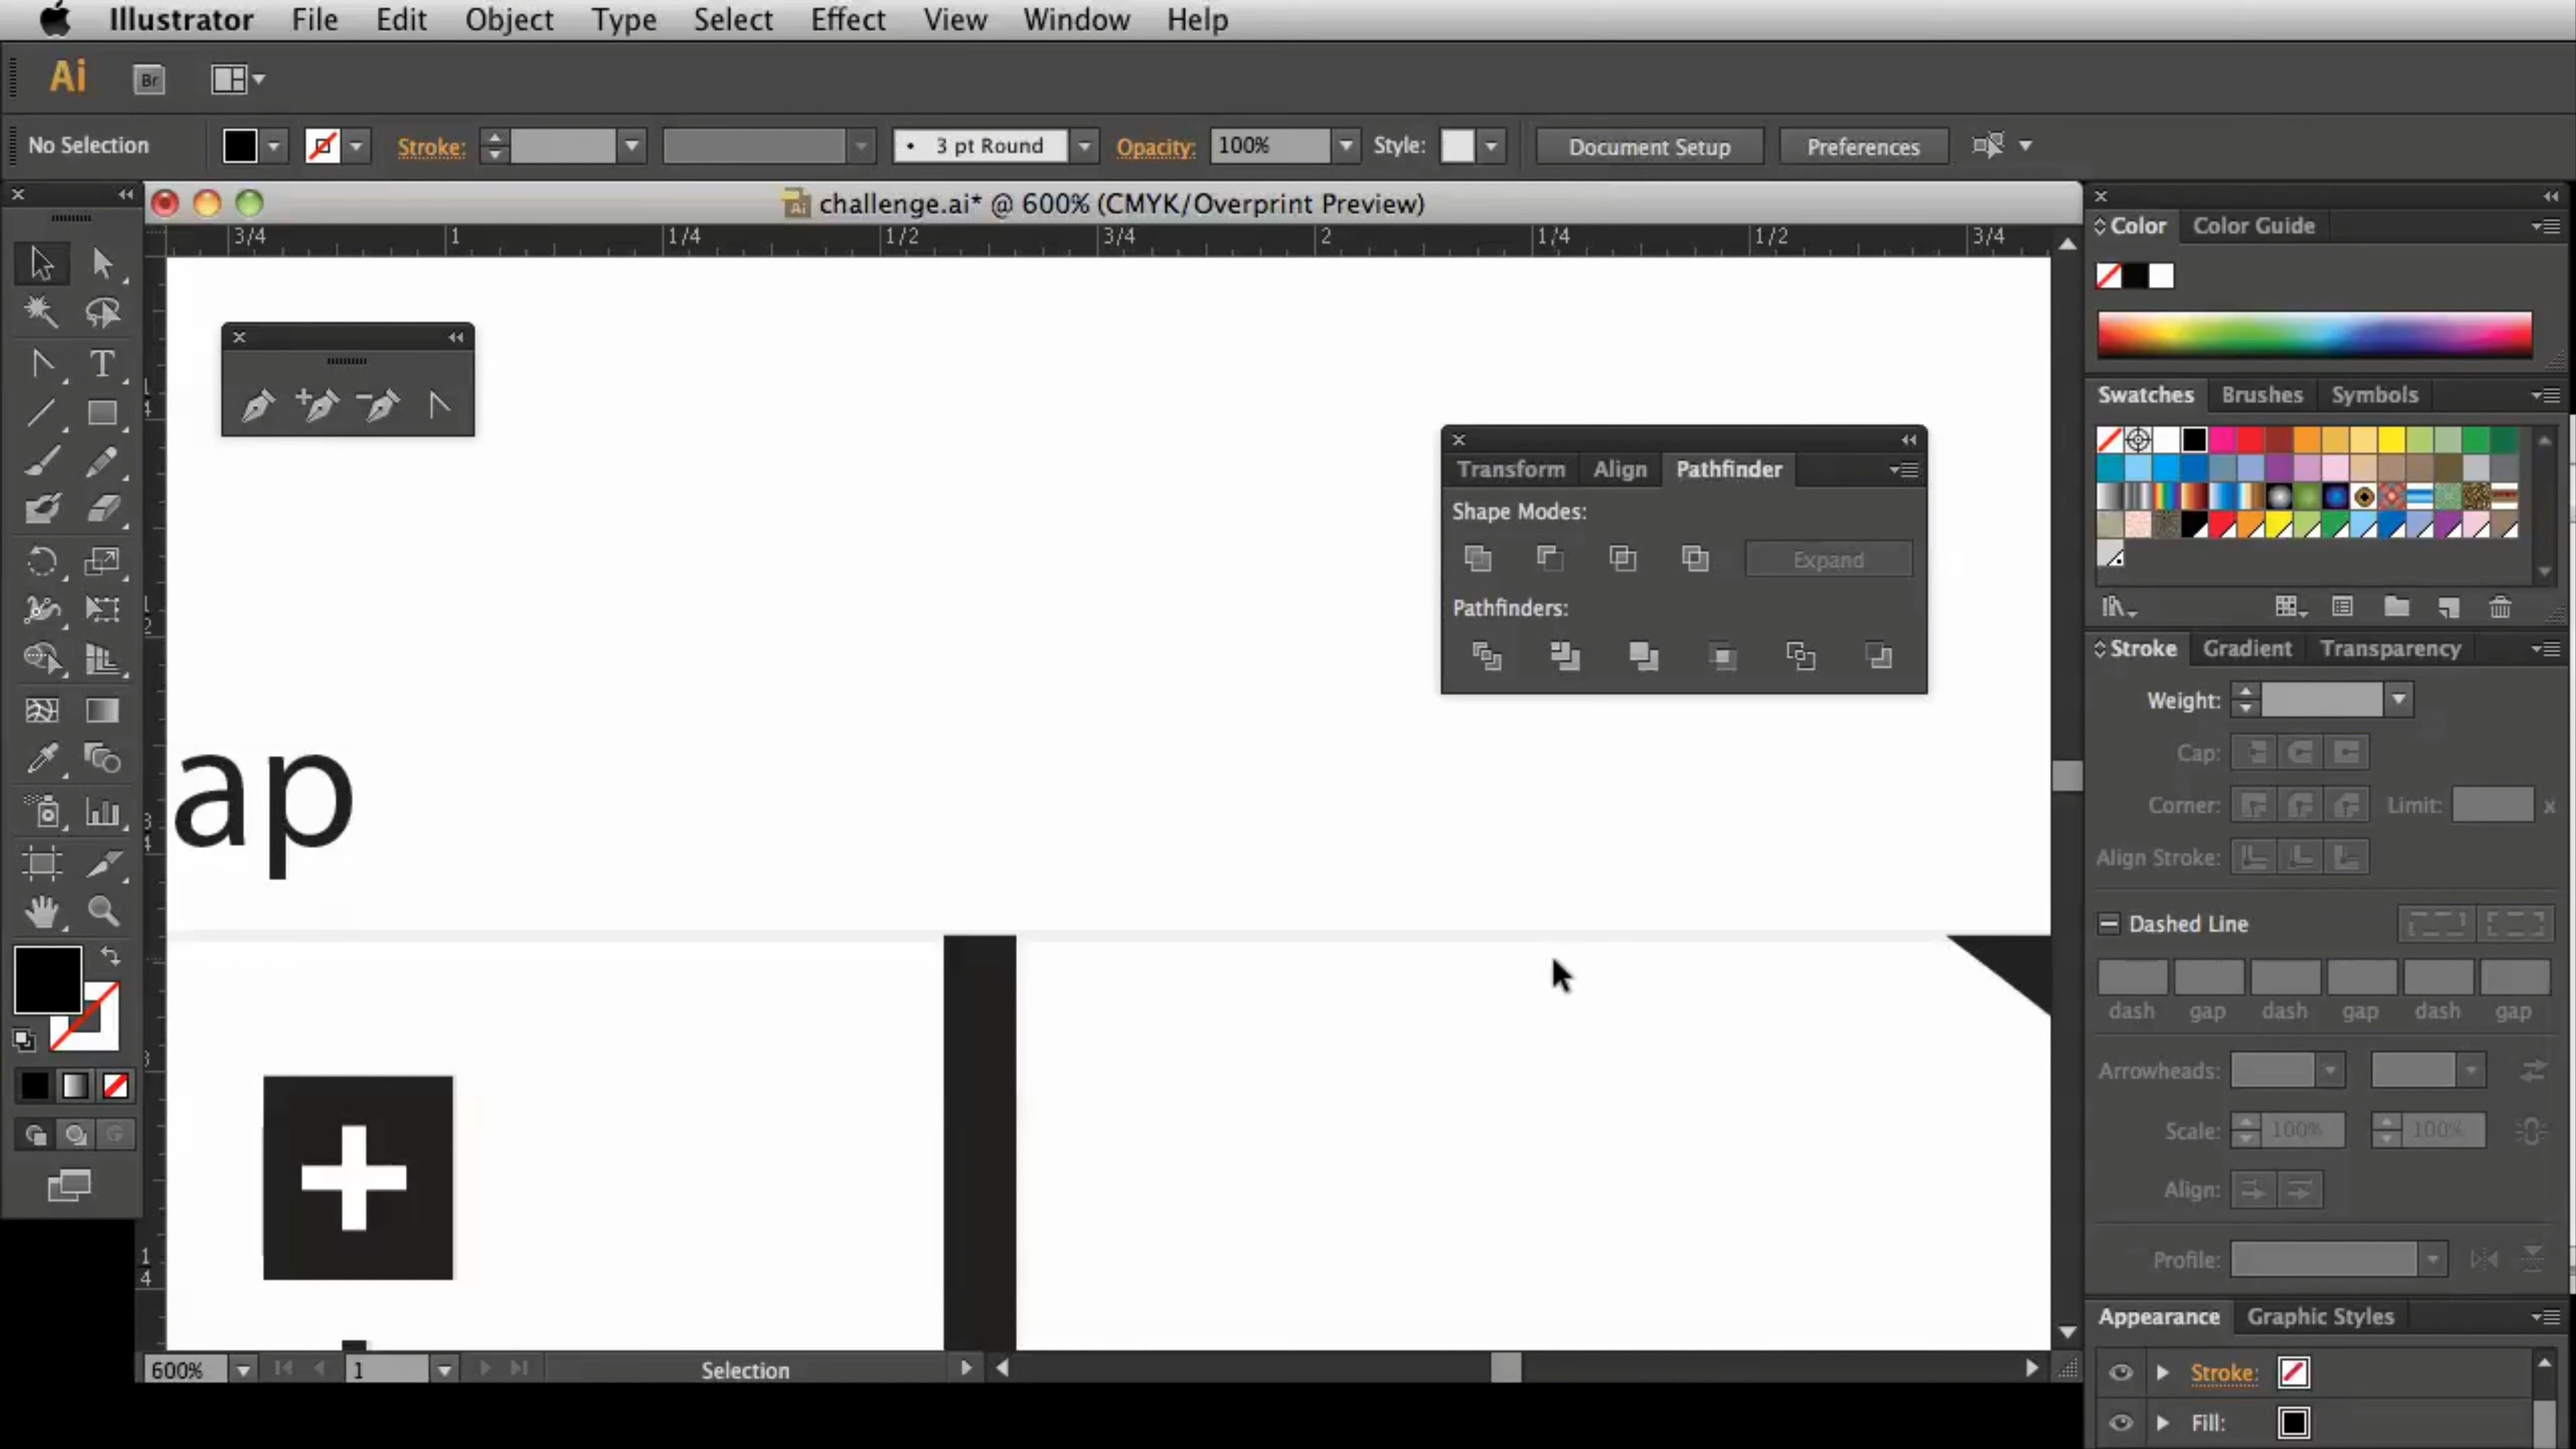 Illustrator File Edit Object Type Select Effect View Window Help
Ai Br
No Selection Stroke: 3 pt Round Opacity: 100% Style: Document Setup Preferences
challenge.ai* @ 600% (CMYK/Overprint Preview)
3/4 1 1/4 1/2 3/4 2 1/4 1/2 3/4
Color Color Guide
Swatches Brushes Symbols
Transform Align Pathfinder
Shape Modes:
Expand
Pathfinders:
Stroke Gradient Transparency
Weight:
Cap:
Corner: Limit: x
Align Stroke:
ap
Dashed Line
dash gap dash gap dash gap
Arrowheads:
Scale: 100% 100%
Align:
Profile:
Appearance Graphic Styles
Stroke:
Fill:
600% 1 Selection